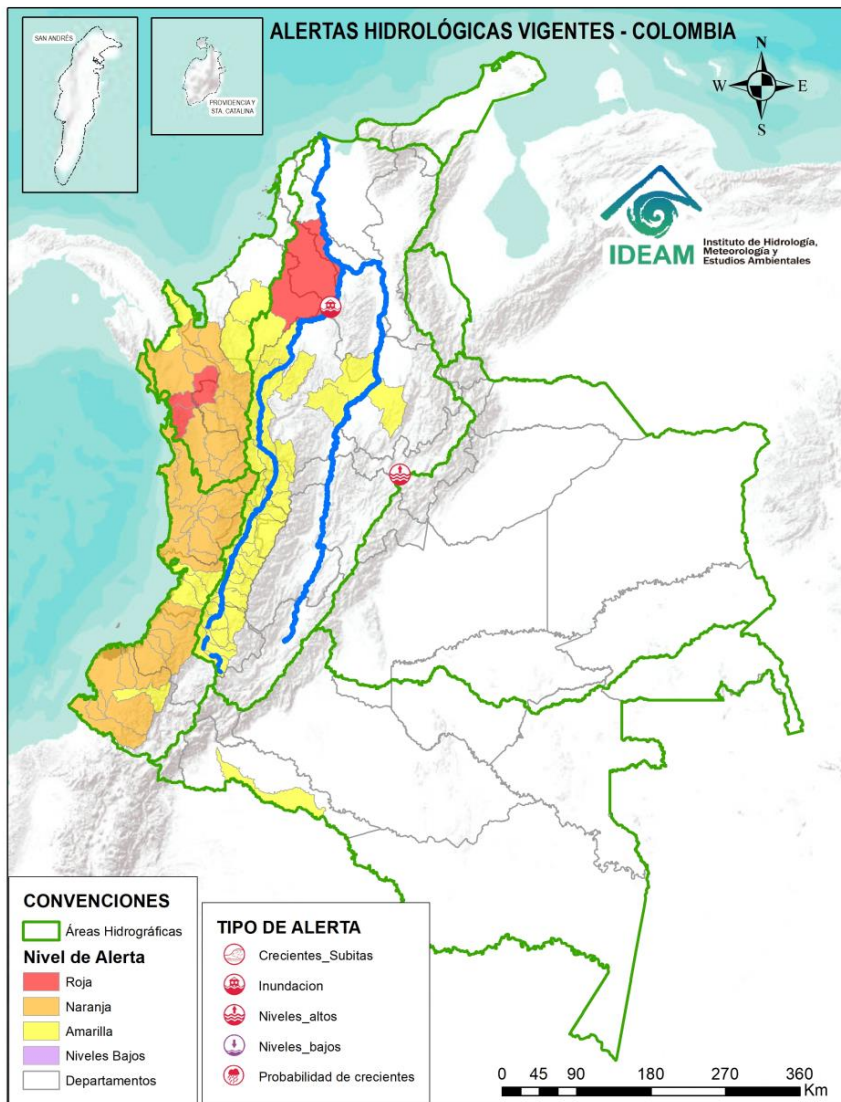 SAN ANDRÉS
PROVIDENCIA Y
STA. CATALINA
ALERTAS HIDROLÓGICAS VIGENTES - COLOMBIA
N
W
E
S
IDEAM
Instituto de Hidrología,
Meteorología y
Estudios Ambientales
CONVENCIONES
Áreas Hidrográficas
Nivel de Alerta
Roja
Naranja
Amarilla
Niveles Bajos
Departamentos
TIPO DE ALERTA
Crecientes_Subitas
Inundacion
Niveles_altos
Niveles_bajos
Probabilidad de crecientes
0 45 90 180 270 360
Km